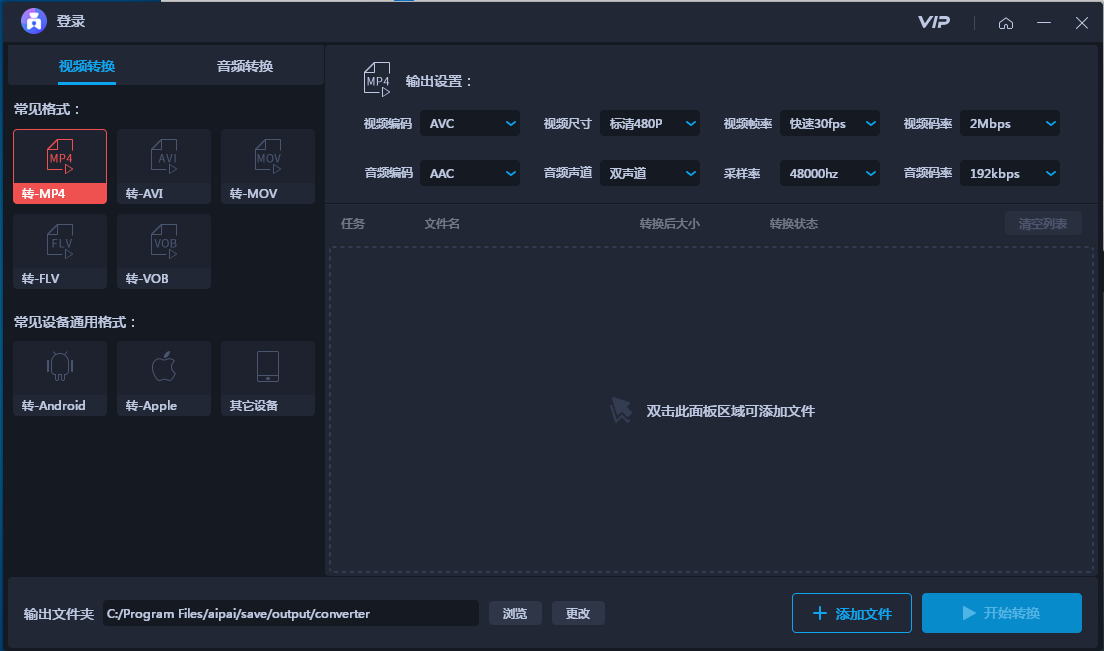 登录
VIP
视频转换 音频转换
常见格式：
MP4
转-MP4
AVI
转-AVI
MOV
转-MOV
FLV
转-FLV
VOB
转-VOB
常见设备通用格式：
转-Android
转-Apple
其它设备
MP4
输出设置：
视频编码 AVC 视频尺寸 标清480P 视频帧率 快速30fps 视频码率 2Mbps
音频编码 AAC 音频声道 双声道 采样率 48000hz 音频码率 192kbps
任务 文件名 转换后大小 转换状态 清空列表
双击此面板区域可添加文件
输出文件夹 C:/Program Files/aipai/save/output/converter 浏览 更改 添加文件 开始转换